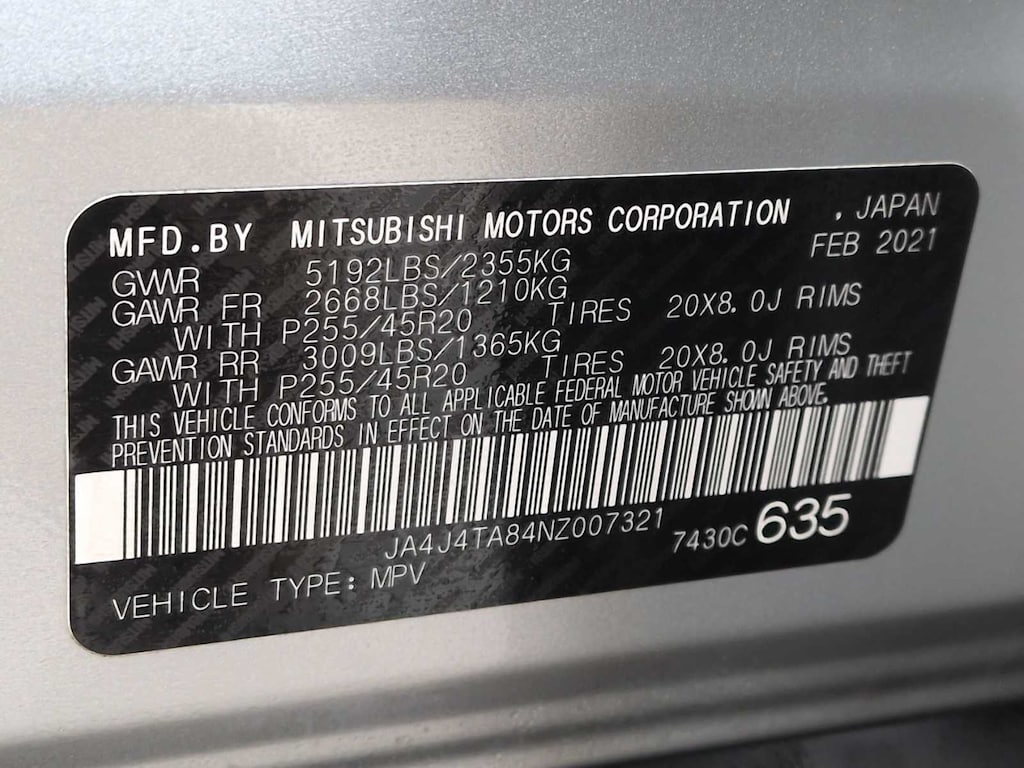 MFD.BY MITSUBISHI MOTORS CORPORATION . JAPAN
GVWR 5192LBS/2355KG FEB 2021
GAWR FR 2668LBS/1210KG
WITH P255/45R20 TIRES 20X8.0J RIMS
GAWR RR 3009LBS/1365KG
WITH P255/45R20 TIRES 20X8.0J RIMS
THIS VEHICLE CONFORMS TO ALL APPLICABLE FEDERAL MOTOR VEHICLE SAFETY AND THEFT
PREVENTION STANDARDS IN EFFECT ON THE DATE OF MANUFACTURE SHOWN ABOVE.
JA4J4TA84NZ007321 7430C 635
VEHICLE TYPE: MPV